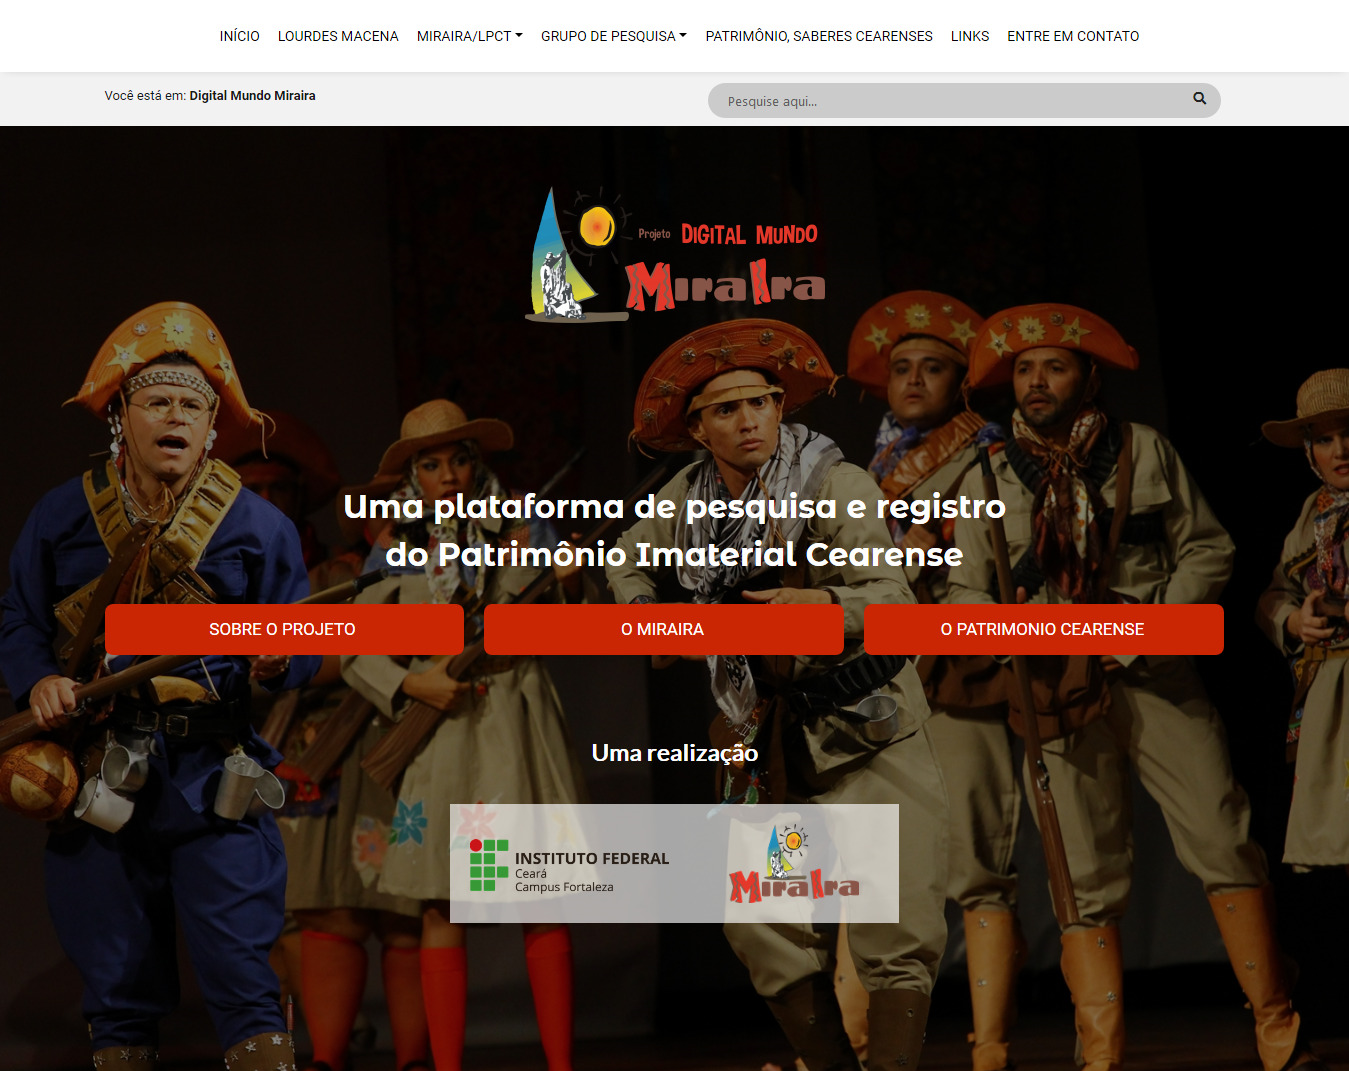 INÍCIO LOURDES MACENA MIRAIRA/LPCT GRUPO DE PESQUISA PATRIMÔNIO, SABERES CEARENSES LINKS ENTRE EM CONTATO
Você está em: Digital Mundo Miraira
Pesquise aqui...
Projeto DIGITAL MUNDO
MiraIra
Uma plataforma de pesquisa e registro
do Patrimônio Imaterial Cearense
SOBRE O PROJETO
O MIRAIRA
O PATRIMONIO CEARENSE
Uma realização
INSTITUTO FEDERAL
Ceará
Campus Fortaleza
MiraIra